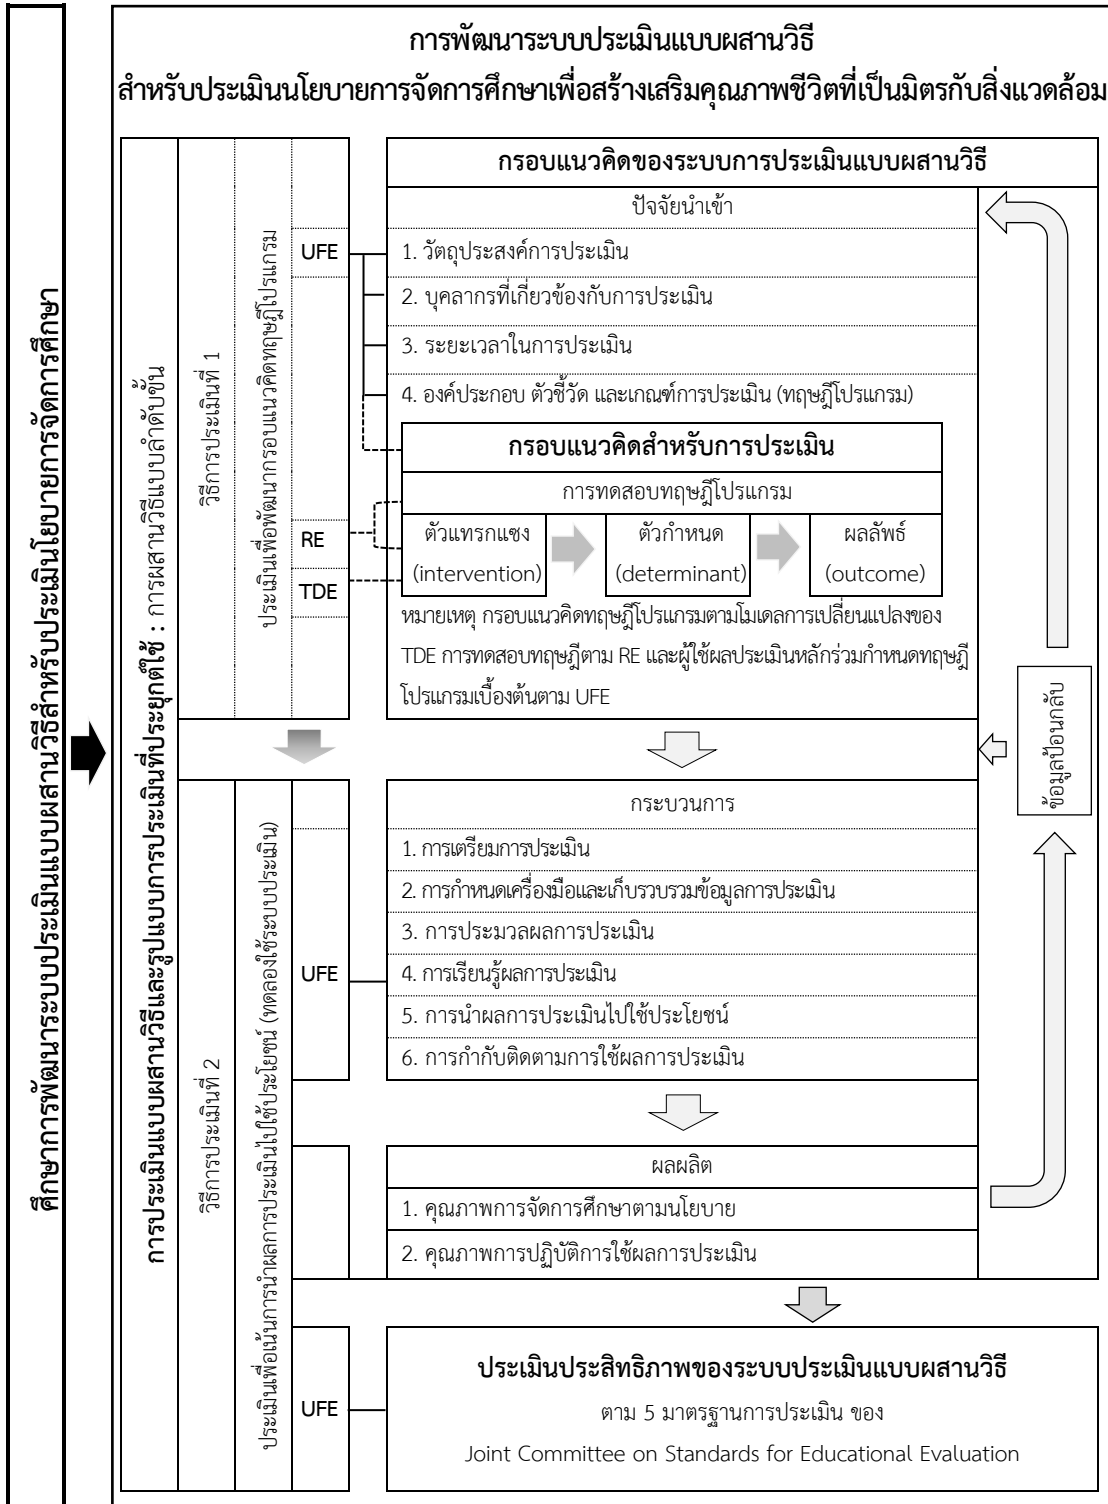 การพัฒนาระบบประเมินแบบผสานวิธี
สำหรับประเมินนโยบายการจัดการศึกษาเพื่อสร้างเสริมคุณภาพชีวิตที่เป็นมิตรกับสิ่งแวดล้อม
ศึกษาการพัฒนาระบบประเมินแบบผสานวิธีสำหรับประเมินนโยบายการจัดการศึกษา
การประเมินแบบผสานวิธีและรูปแบบการประเมินที่ประยุกต์ใช้ : การผสานวิธีแบบลำดับขั้น
วิธีการประเมินที่ 1
ประเมินเพื่อพัฒนากรอบแนวคิดทฤษฎีโปรแกรม
UFE
RE
TDE
กรอบแนวคิดของระบบการประเมินแบบผสานวิธี
ปัจจัยนำเข้า
1. วัตถุประสงค์การประเมิน
2. บุคลากรที่เกี่ยวข้องกับการประเมิน
3. ระยะเวลาในการประเมิน
4. องค์ประกอบ ตัวชี้วัด และเกณฑ์การประเมิน (ทฤษฎีโปรแกรม)
กรอบแนวคิดสำหรับการประเมิน
การทดสอบทฤษฎีโปรแกรม
ตัวแทรกแซง
(intervention)
ตัวกำหนด
(determinant)
ผลลัพธ์
(outcome)
หมายเหตุ กรอบแนวคิดทฤษฎีโปรแกรมตามโมเดลการเปลี่ยนแปลงของ
TDE การทดสอบทฤษฎีตาม RE และผู้ใช้ผลประเมินหลักร่วมกำหนดทฤษฎี
โปรแกรมเบื้องต้นตาม UFE
ข้อมูลป้อนกลับ
วิธีการประเมินที่ 2
ประเมินเพื่อเน้นการนำผลการประเมินไปใช้ประโยชน์ (ทดลองใช้ระบบประเมิน)
UFE
กระบวนการ
1. การเตรียมการประเมิน
2. การกำหนดเครื่องมือและเก็บรวบรวมข้อมูลการประเมิน
3. การประมวลผลการประเมิน
4. การเรียนรู้ผลการประเมิน
5. การนำผลการประเมินไปใช้ประโยชน์
6. การกำกับติดตามการใช้ผลการประเมิน
ผลผลิต
1. คุณภาพการจัดการศึกษาตามนโยบาย
2. คุณภาพการปฏิบัติการใช้ผลการประเมิน
UFE
ประเมินประสิทธิภาพของระบบประเมินแบบผสานวิธี
ตาม 5 มาตรฐานการประเมิน ของ
Joint Committee on Standards for Educational Evaluation